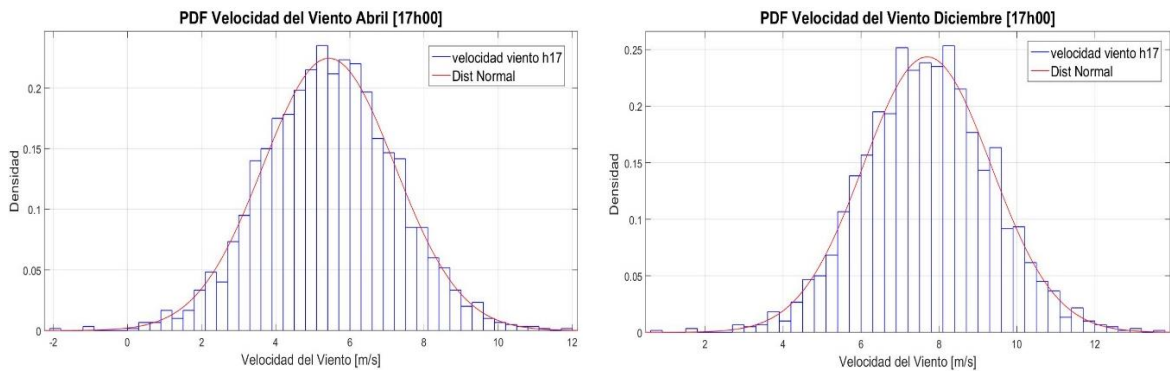 PDF Velocidad del Viento Abril [17h00]
velocidad viento h17
Dist Normal
Densidad
0.2
0.15
0.1
0.05
0
-2 0 2 4 6 8 10 12
Velocidad del Viento [m/s]
PDF Velocidad del Viento Diciembre [17h00]
velocidad viento h17
Dist Normal
Densidad
0.25
0.2
0.15
0.1
0.05
0
2 4 6 8 10 12
Velocidad del Viento [m/s]